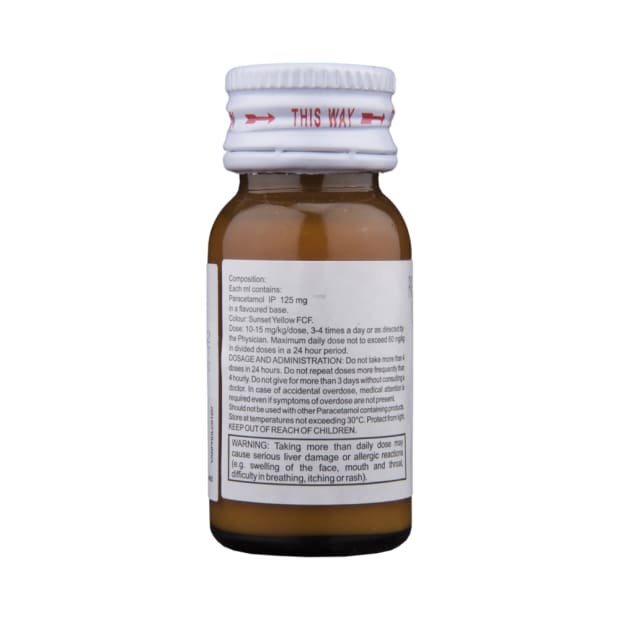 THIS WAY
Composition:
Each ml contains:
Paracetamol IP 125 mg
in a flavoured base.
Colour: Sunset Yellow FCF.
Dose: 10-15 mg/kg/dose, 3-4 times a day or as directed by
the Physician. Maximum daily dose not to exceed 60 mg/kg
in divided doses in a 24 hour period.
DOSAGE AND ADMINISTRATION: Do not take more than 4
doses in 24 hours. Do not repeat doses more frequently than
4 hourly. Do not give for more than 3 days without consulting a
doctor. In case of accidental overdose, medical attention is
required even if symptoms of overdose are not present.
Should not be used with other Paracetamol containing products.
Store at temperatures not exceeding 30°C. Protect from light.
KEEP OUT OF REACH OF CHILDREN.
WARNING: Taking more than daily dose may
cause serious liver damage or allergic reactions
(e.g. swelling of the face, mouth and throat,
difficulty in breathing, itching or rash).